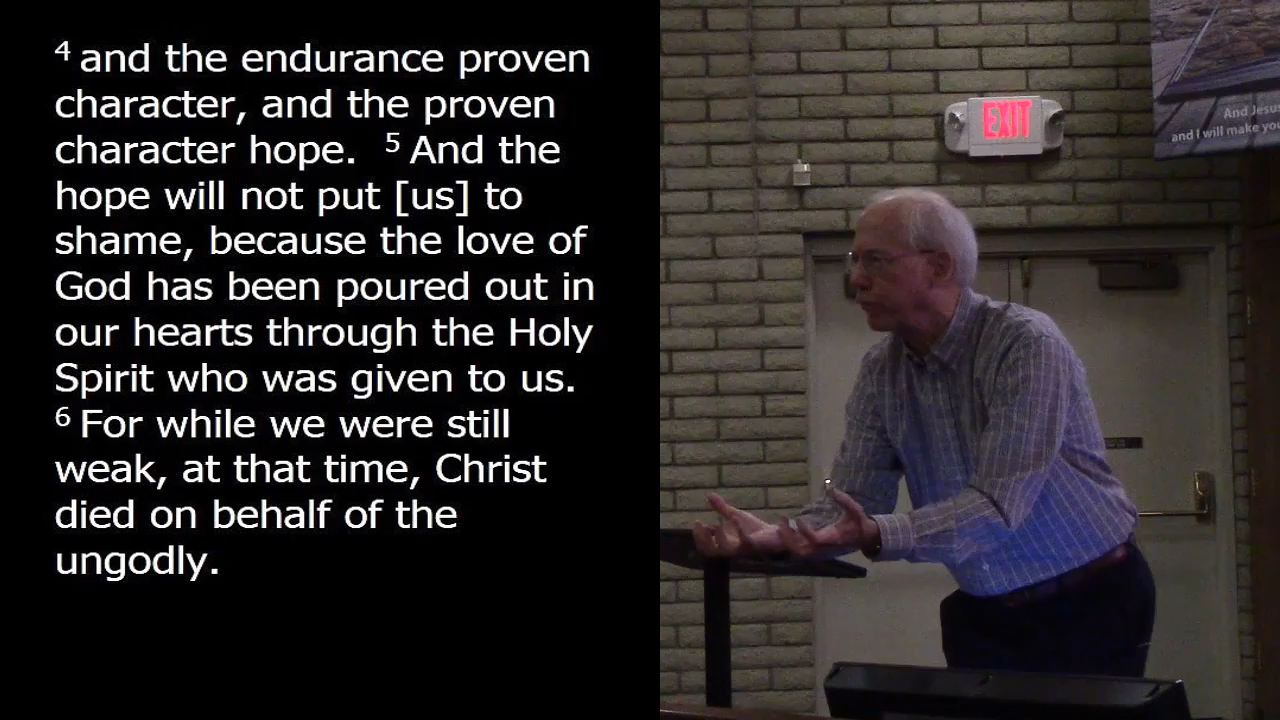 ⁴ and the endurance proven
character, and the proven
character hope. ⁵ And the
hope will not put [us] to
shame, because the love of
God has been poured out in
our hearts through the Holy
Spirit who was given to us.
⁶ For while we were still
weak, at that time, Christ
died on behalf of the
ungodly.
EXIT
And Jesus
and I will make you